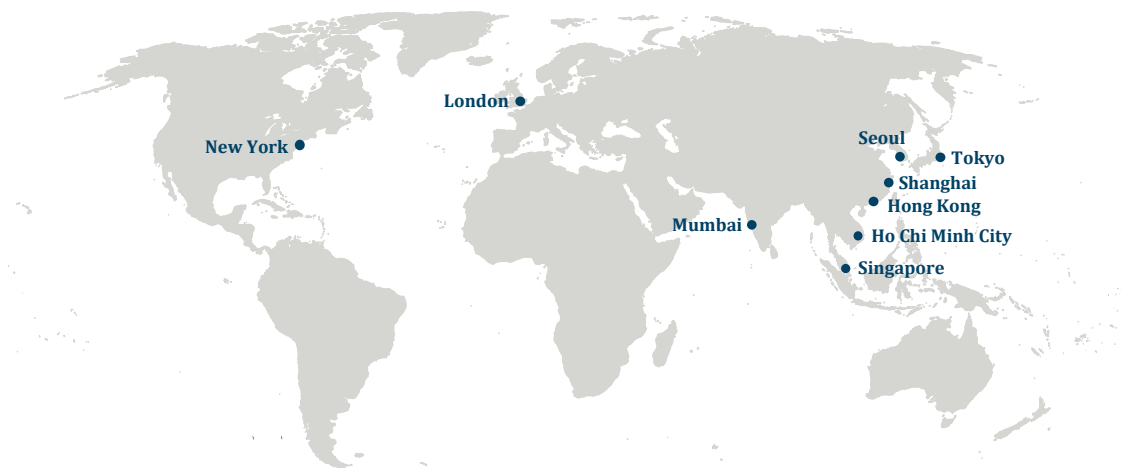 London
Seoul
New York
Tokyo
Shanghai
Hong Kong
Mumbai
Ho Chi Minh City
Singapore